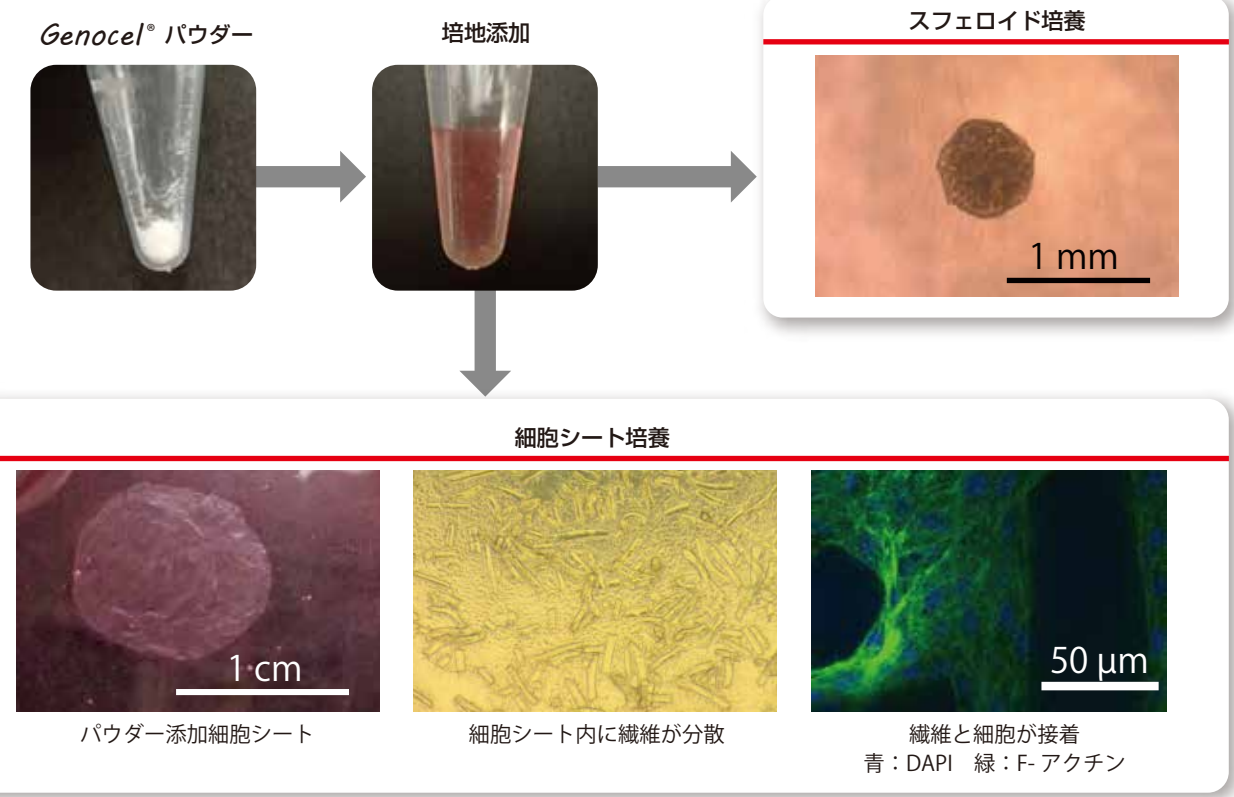 Genocel® パウダー
培地添加
スフェロイド培養
1 mm
細胞シート培養
1 cm
50 μm
パウダー添加細胞シート
細胞シート内に繊維が分散
繊維と細胞が接着
青：DAPI　緑：F- アクチン